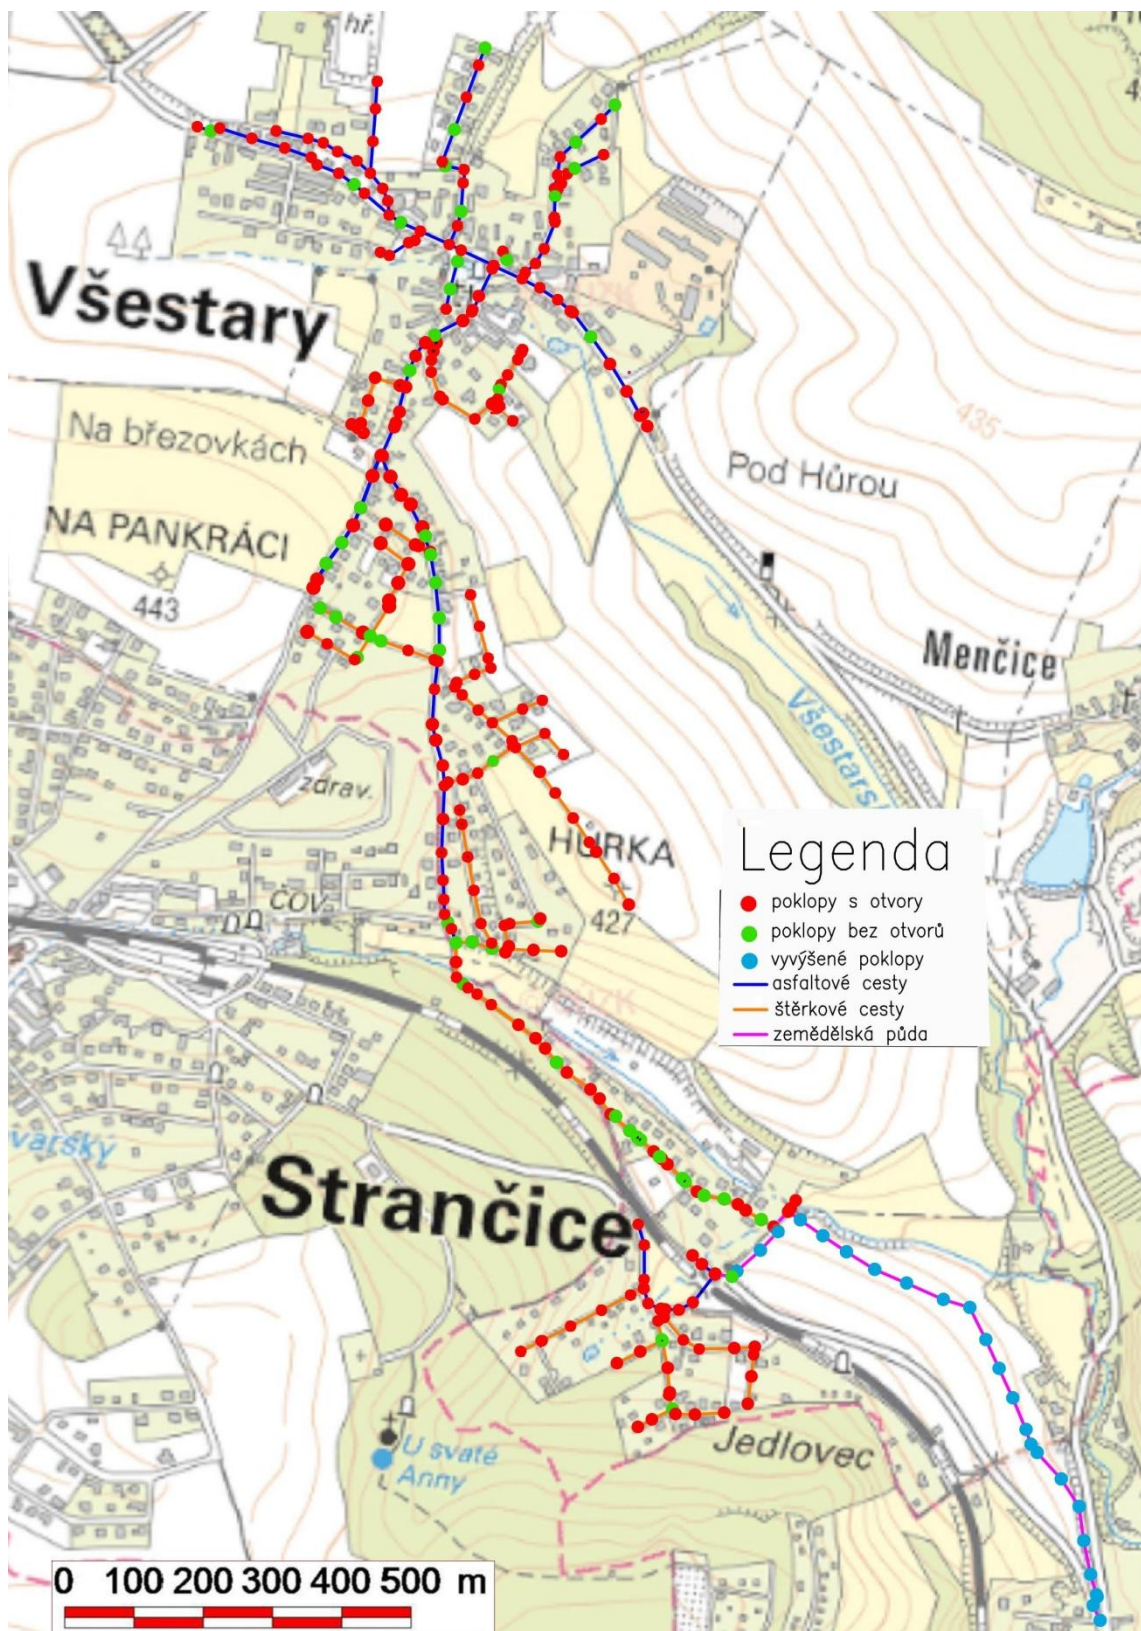 hř.
Všestary
Na březovkách
435
Pod Hůrou
NA PANKRÁCI
443
Menčice
zdrav.
HŮRKA
Legenda
ČOV.
427
poklopy s otvory
poklopy bez otvorů
vyvýšené poklopy
asfaltové cesty
štěrkové cesty
zemědělská půda
Strančice
Jedlovec
U svaté
Anny
0 100 200 300 400 500 m